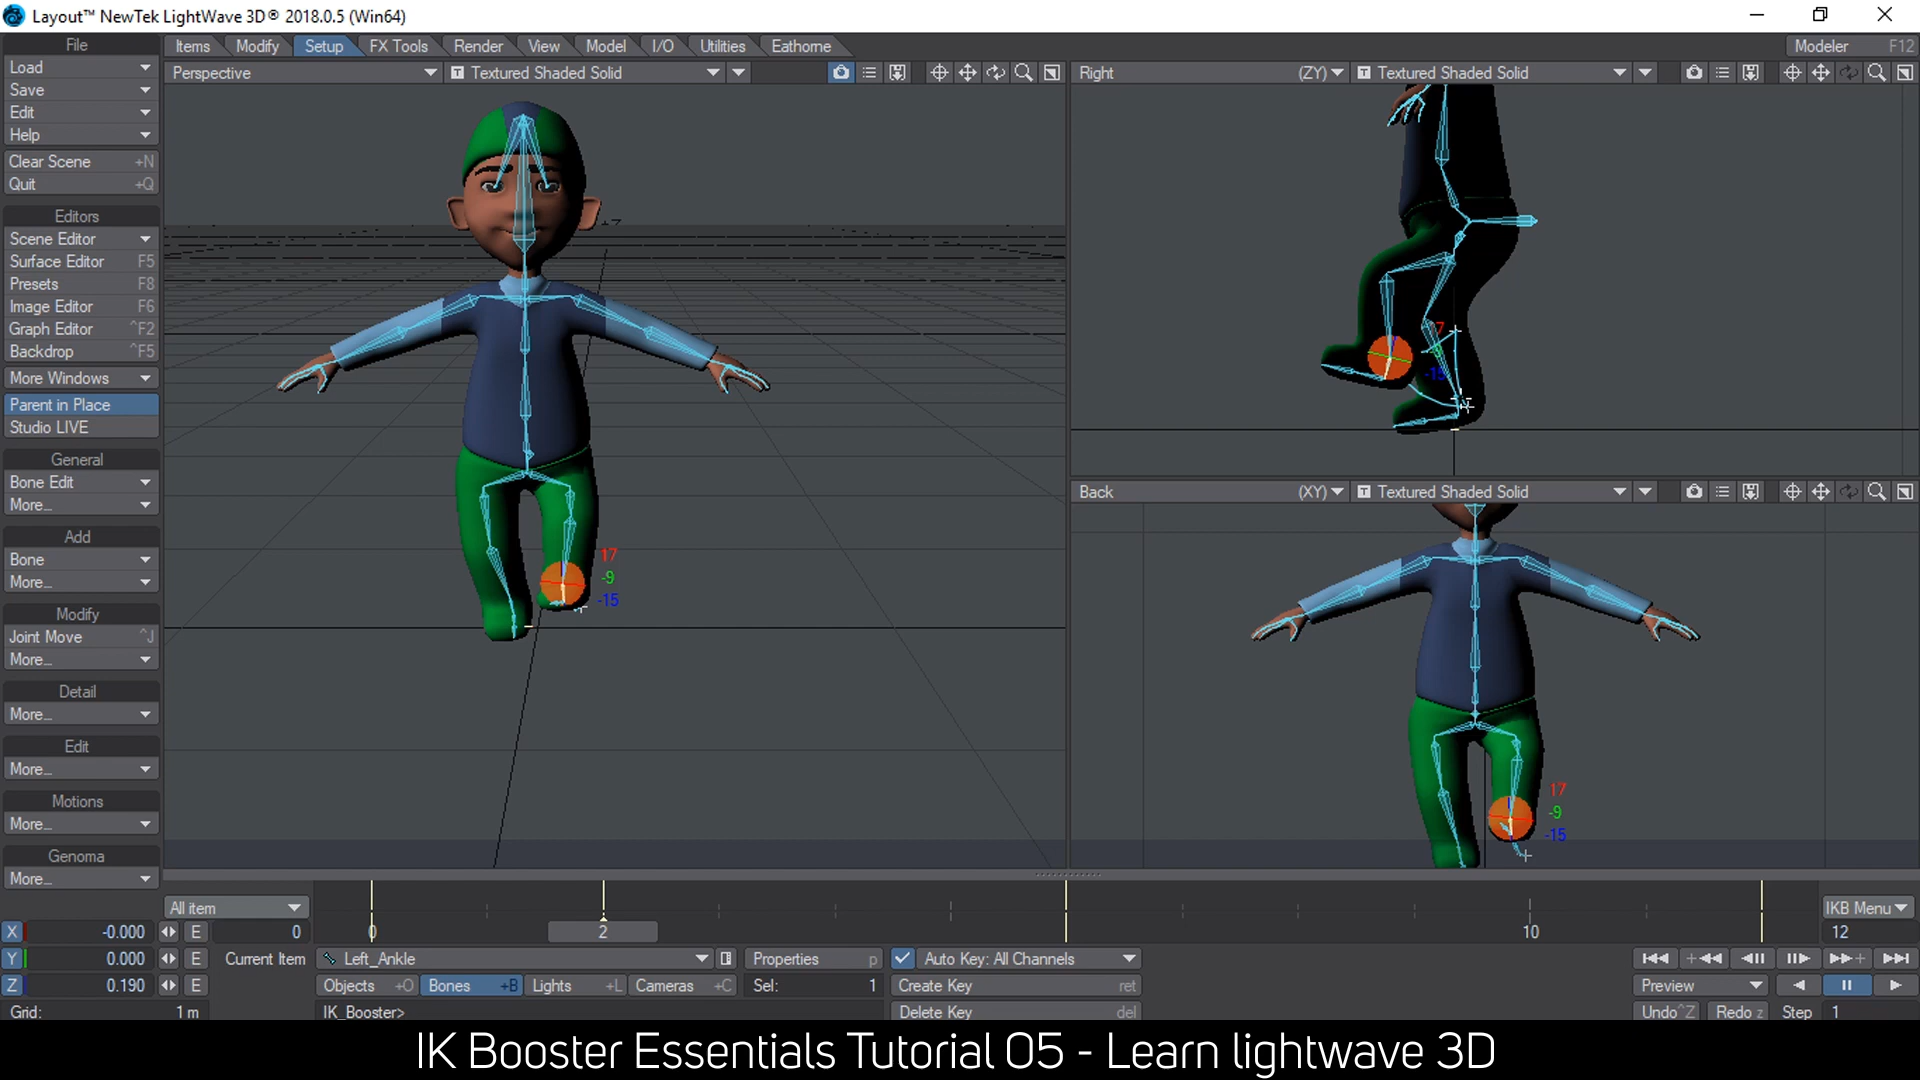 Layout™ NewTek LightWave 3D® 2018.0.5 (Win64)
File
Items Modify Setup FX Tools Render View Model I/O Utilities Eathorne
Modeler F12
Load
Save
Edit
Help
Clear Scene +N
Quit +Q
Editors
Scene Editor
Surface Editor F5
Presets F8
Image Editor F6
Graph Editor ^F2
Backdrop ^F5
More Windows
Parent in Place
Studio LIVE
General
Bone Edit
More...
Add
Bone
More...
Modify
Joint Move ^J
More...
Detail
More...
Edit
More...
Motions
More...
Genoma
More...
Perspective T Textured Shaded Solid
17
-9
-15
Right (ZY) T Textured Shaded Solid
-15
Back (XY) T Textured Shaded Solid
17
-9
-15
All item
IKB Menu
X -0.000 E 0 0 2 10 12
Y 0.000 E Current Item Left_Ankle Properties p Auto Key: All Channels
Z 0.190 E Objects +O Bones +B Lights +L Cameras +C Sel: 1 Create Key ret Preview
Grid: 1 m IK_Booster> Delete Key del Undo ^Z Redo z Step 1
IK Booster Essentials Tutorial 05 - Learn lightwave 3D